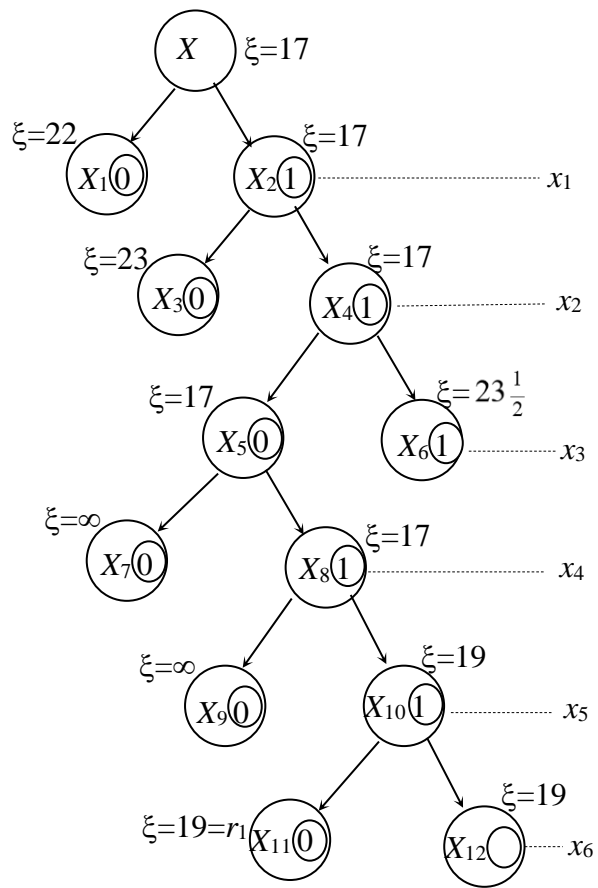 X ξ=17
ξ=22 ξ=17
X₁ 0 X₂ 1 x₁
ξ=23 ξ=17
X₃ 0 X₄ 1 x₂
ξ=17 ξ=23 1/2
X₅ 0 X₆ 1 x₃
ξ=∞ ξ=17
X₇ 0 X₈ 1 x₄
ξ=∞ ξ=19
X₉ 0 X₁₀ 1 x₅
ξ=19=r₁ ξ=19
X₁₁ 0 X₁₂ x₆